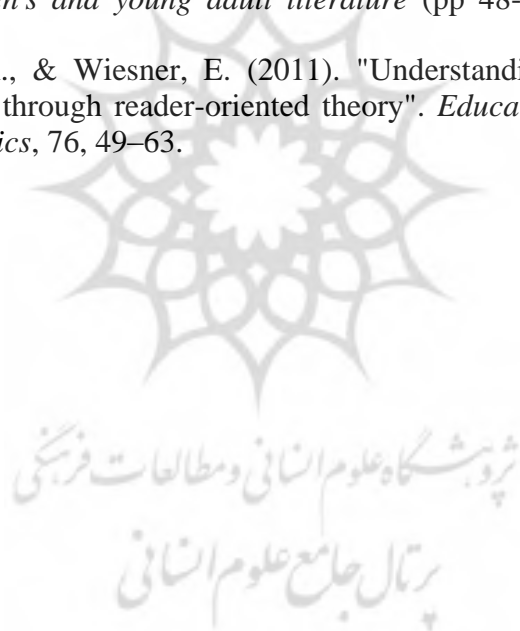 n's and young adult literature (pp 48-
., & Wiesner, E. (2011). "Understandi
through reader-oriented theory". Educa
ics, 76, 49–63.
پژوهشگاه علوم انسانی و مطالعات فرهنگی
پرتال جامع علوم انسانی